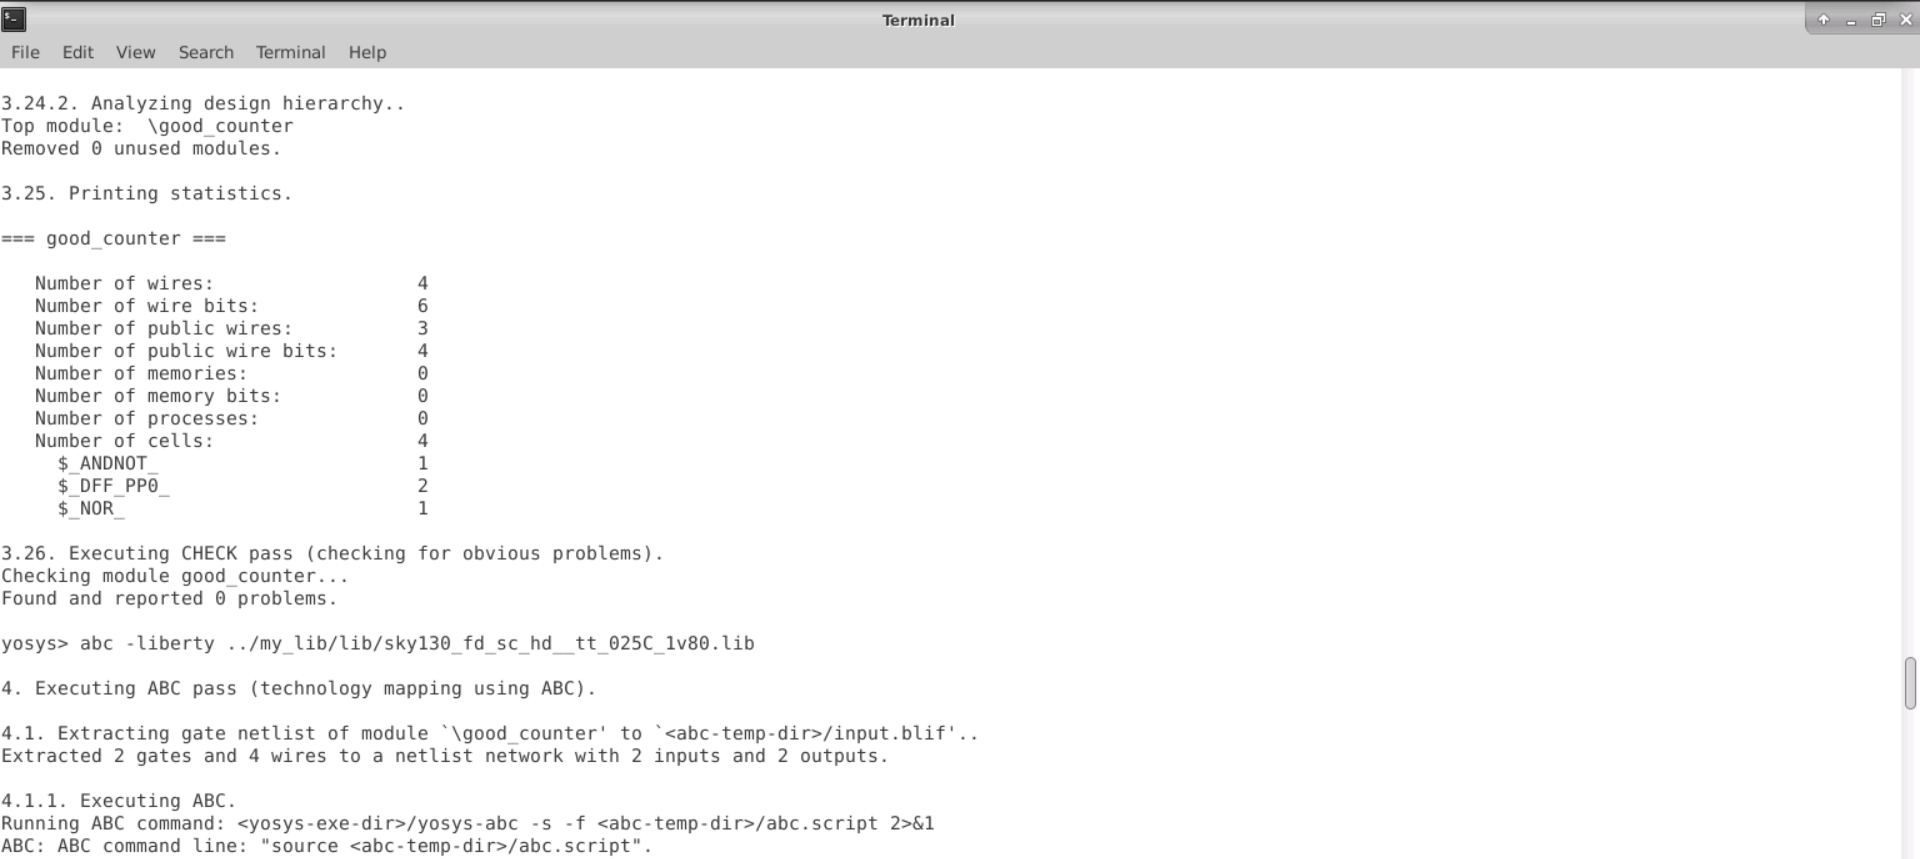 Terminal
File Edit View Search Terminal Help
3.24.2. Analyzing design hierarchy..
Top module:  \good_counter
Removed 0 unused modules.
3.25. Printing statistics.
=== good_counter ===
   Number of wires:                  4
   Number of wire bits:              6
   Number of public wires:           3
   Number of public wire bits:       4
   Number of memories:               0
   Number of memory bits:            0
   Number of processes:              0
   Number of cells:                  4
     $_ANDNOT_                       1
     $_DFF_PP0_                      2
     $_NOR_                          1
3.26. Executing CHECK pass (checking for obvious problems).
Checking module good_counter...
Found and reported 0 problems.
yosys> abc -liberty ../my_lib/lib/sky130_fd_sc_hd__tt_025C_1v80.lib
4. Executing ABC pass (technology mapping using ABC).
4.1. Extracting gate netlist of module `\good_counter' to `<abc-temp-dir>/input.blif'..
Extracted 2 gates and 4 wires to a netlist network with 2 inputs and 2 outputs.
4.1.1. Executing ABC.
Running ABC command: <yosys-exe-dir>/yosys-abc -s -f <abc-temp-dir>/abc.script 2>&1
ABC: ABC command line: "source <abc-temp-dir>/abc.script".